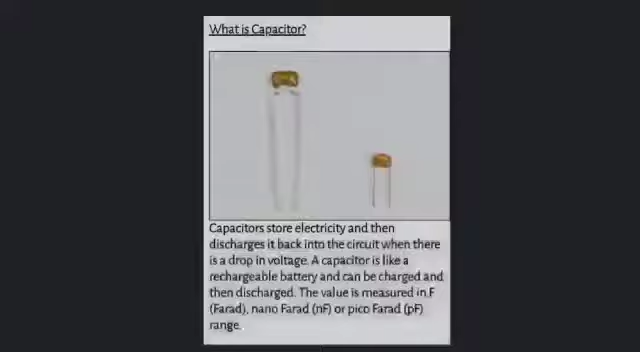 What is Capacitor?
Capacitors store electricity and then
discharges it back into the circuit when there
is a drop in voltage. A capacitor is like a
rechargeable battery and can be charged and
then discharged. The value is measured in F
(Farad), nano Farad (nF) or pico Farad (pF)
range.